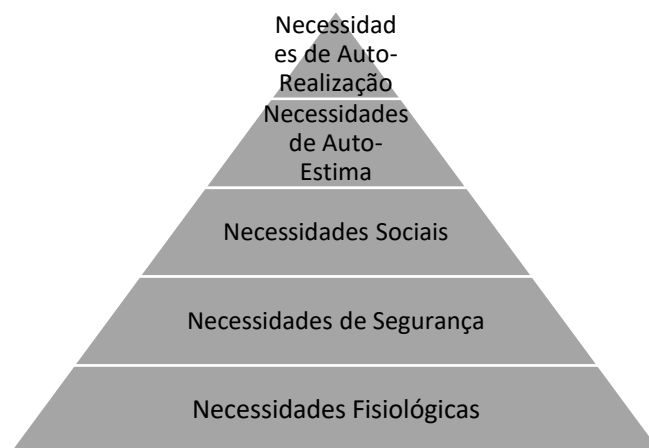 Necessidad
es de Auto-
Realização
Necessidades
de Auto-
Estima
Necessidades Sociais
Necessidades de Segurança
Necessidades Fisiológicas